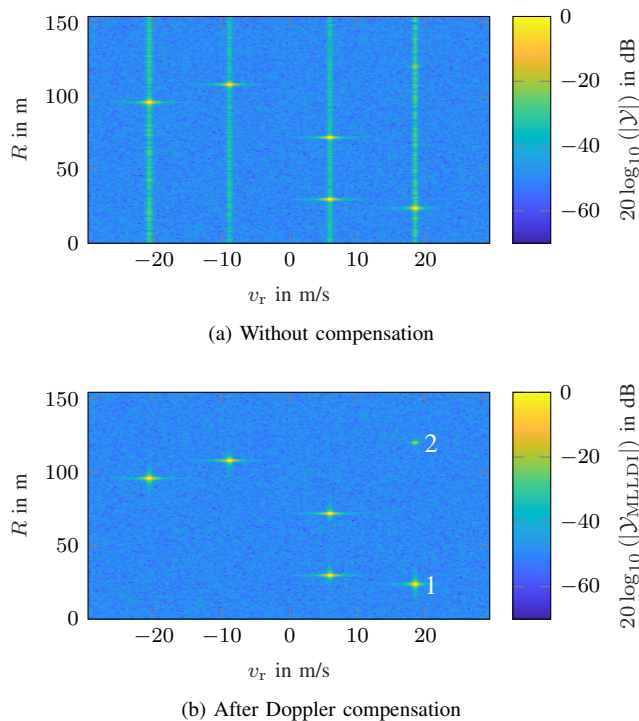 150
100
50
0
R in m
−20 −10 0 10 20
v_r in m/s
0
−20
−40
−60
20 log₁₀ (|𝒴|) in dB
(a) Without compensation
150
100
50
0
R in m
2
1
−20 −10 0 10 20
v_r in m/s
0
−20
−40
−60
20 log₁₀ (|𝒴_MLLDI|) in dB
(b) After Doppler compensation